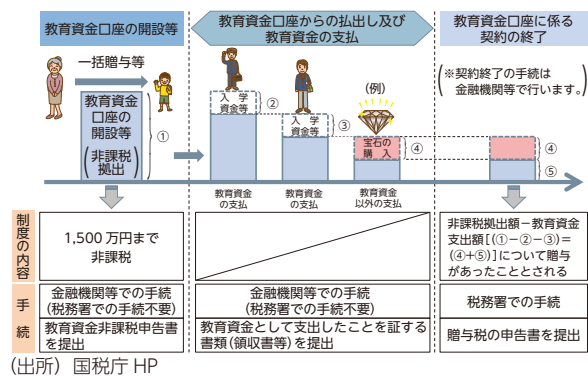 教育資金口座の開設等
教育資金口座からの払出し及び
教育資金の支払
教育資金口座に係る
契約の終了
一括贈与等
教育資金
口座の
開設等
(非課税
拠出)
①
入学
資金等
②
入学
資金等
③
(例)
宝石の
購入
④
(※契約終了の手続は
金融機関等で行います。)
④
⑤
教育資金
の支払
教育資金
の支払
教育資金
以外の支払
制度の内容
1,500万円まで
非課税
非課税拠出額−教育資金
支出額[(①−②−③)=
(④+⑤)]について贈与
があったこととされる
手続
金融機関等での手続
(税務署での手続不要)
教育資金非課税申告書
を提出
金融機関等での手続
(税務署での手続不要)
教育資金として支出したことを証する
書類(領収書等)を提出
税務署での手続
贈与税の申告書を提出
(出所) 国税庁HP